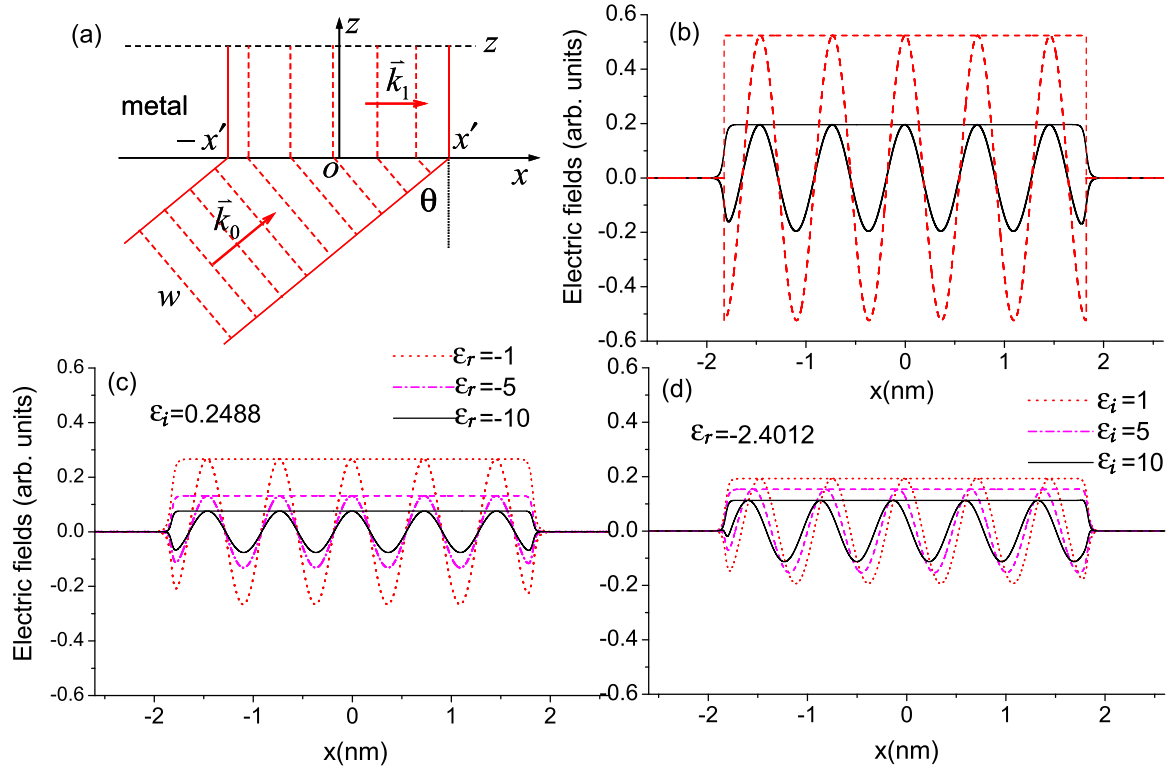 (a)
z
z
metal
k⃗₁
−x′
x′
o
x
θ
k⃗₀
w
(b)
Electric fields (arb. units)
0.6
0.4
0.2
0.0
-0.2
-0.4
-0.6
-2
-1
0
1
2
x(nm)
(c)
εr=-1
εr=-5
εr=-10
εi=0.2488
Electric fields (arb. units)
0.6
0.4
0.2
0.0
-0.2
-0.4
-0.6
-2
-1
0
1
2
x(nm)
(d)
εi=1
εi=5
εi=10
εr=-2.4012
0.6
0.4
0.2
0.0
-0.2
-0.4
-0.6
-2
-1
0
1
2
x(nm)